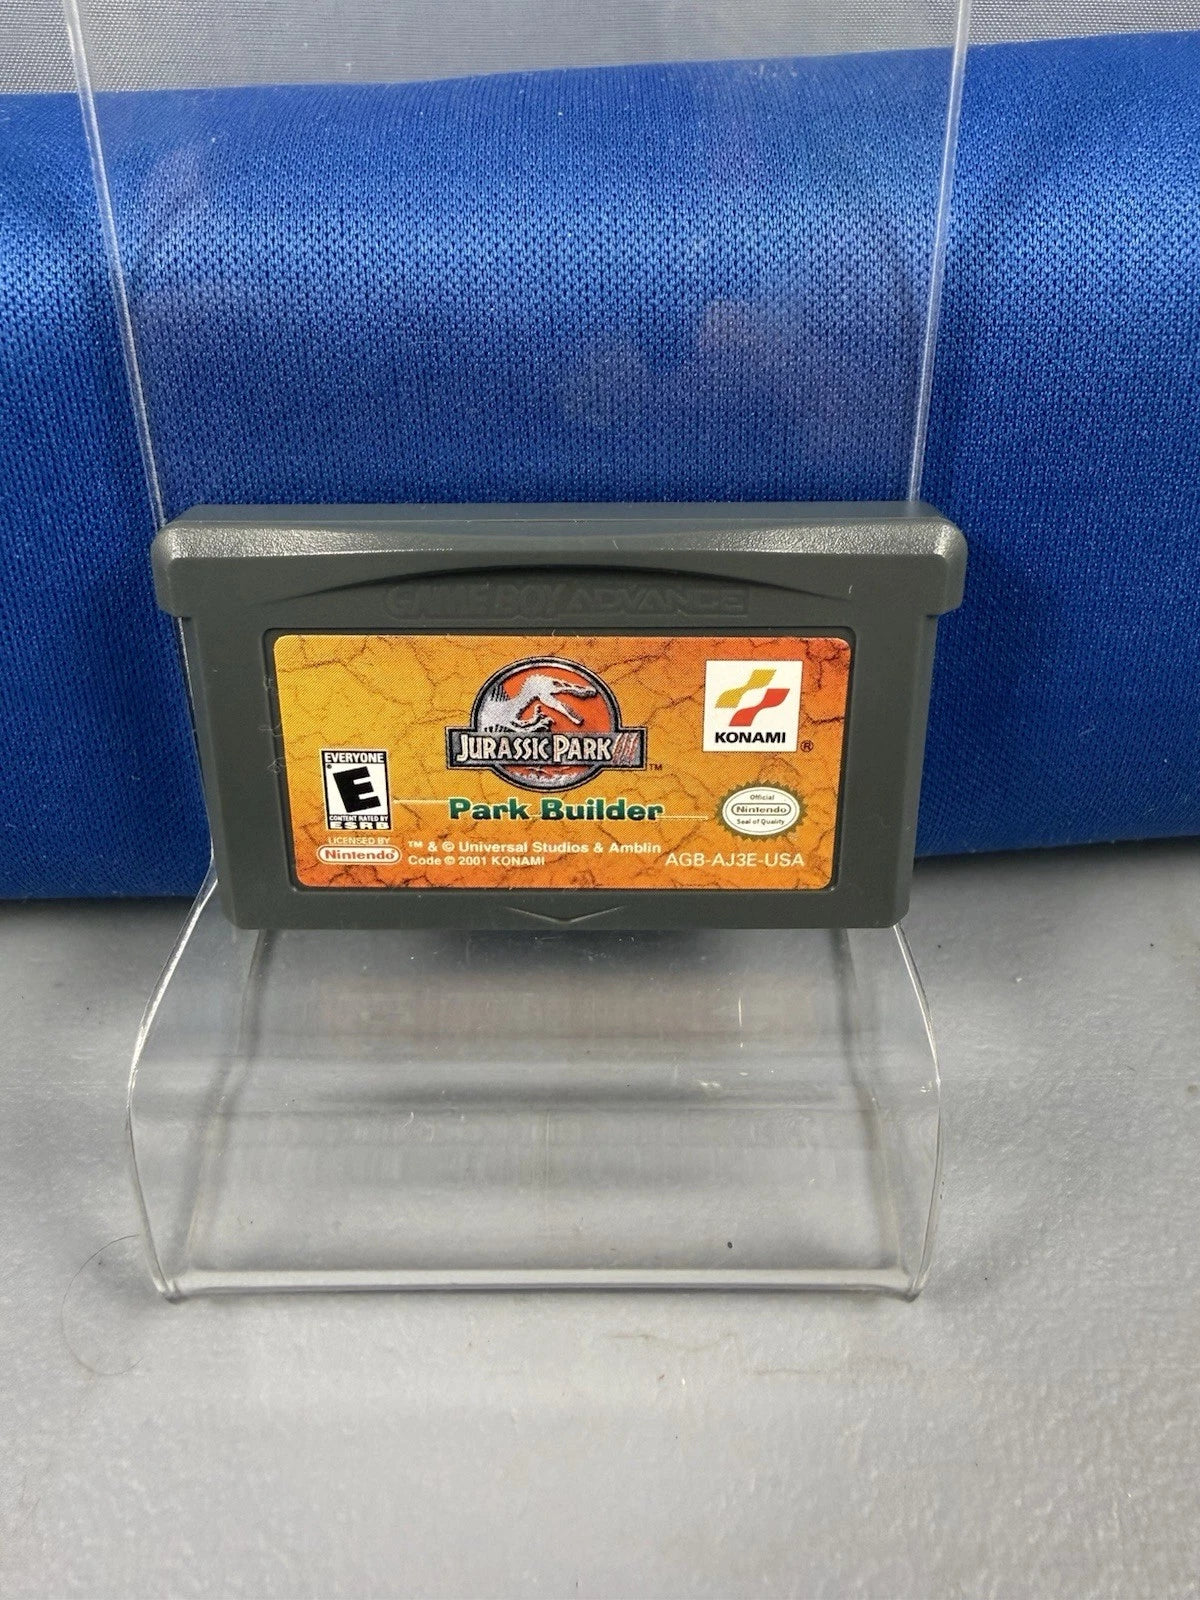 GAME BOY ADVANCE
JURASSIC PARK III
™
KONAMI
®
EVERYONE
E
CONTENT RATED BY
ESRB
Park Builder
Official
Nintendo
Seal of Quality
LICENSED BY
Nintendo
™ & © Universal Studios & Amblin
Code © 2001 KONAMI
AGB-AJ3E-USA